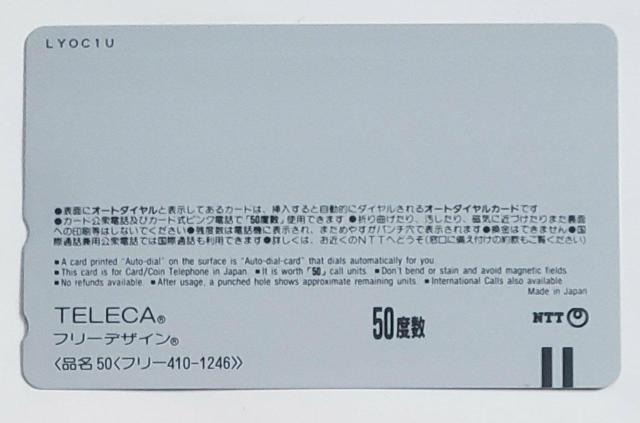 LYOC1U
●表面にオートダイヤルと表示してあるカードは、挿入すると自動的にダイヤルされるオートダイヤルカードです
●カード公衆電話及びカード式ピンク電話で「50度数」使用できます ●折り曲げたり、汚したり、磁気に近づけたりまた裏面
への印刷等はしないでください ●残度数は電話機に表示され、まためやすがパンチ穴で表示されます ●換金はできません ●国
際通話兼用公衆電話では国際通話も利用できます ●詳しくは、お近くのNTTへどうぞ(窓口に備え付けの約款もご覧ください)
■ A card printed "Auto-dial" on the surface is "Auto-dial-card" that dials automatically for you.
■ This card is for Card/Coin Telephone in Japan. ■ It is worth「50」call units. ■ Don't bend or stain and avoid magnetic fields.
■ No refunds available. ■ After usage, a punched hole shows approximate remaining units. ■ International Calls also available.
Made in Japan
TELECA®
フリーデザイン®
〈品名 50〈フリー410-1246〉〉
50度数
NTT